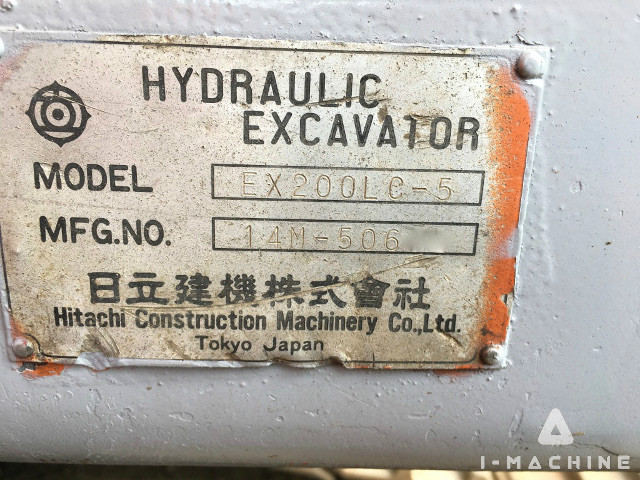 HYDRAULIC
EXCAVATOR
MODEL EX200LC-5
MFG.NO. 14M-506
日立建機株式會社
Hitachi Construction Machinery Co.,Ltd.
Tokyo Japan
I-MACHINE